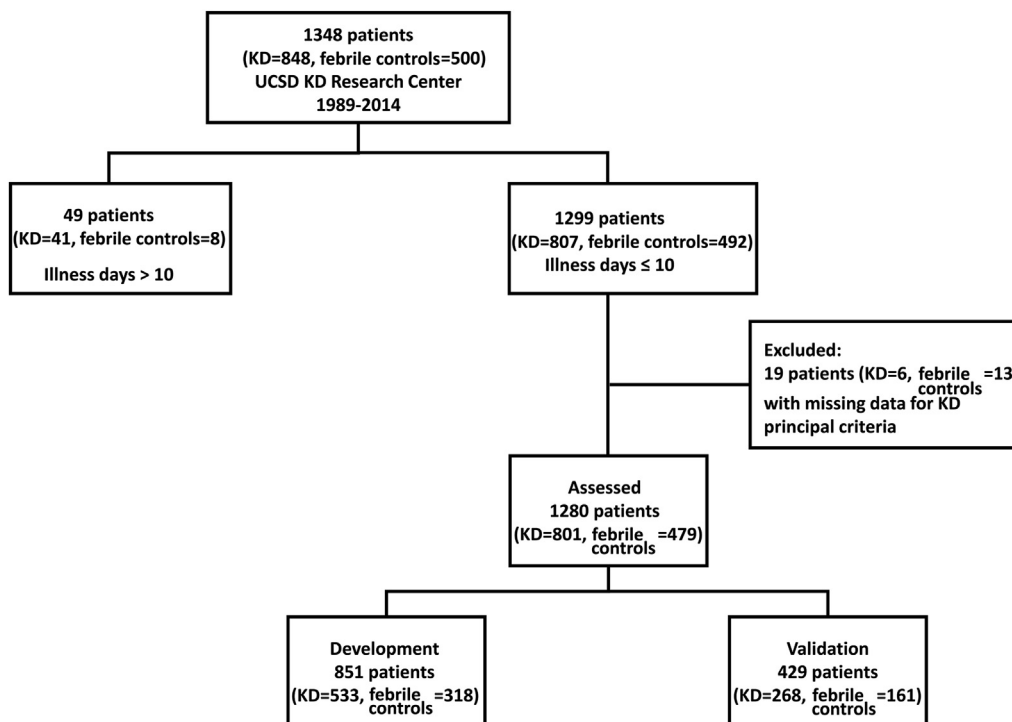 1348 patients
(KD=848, febrile controls=500)
UCSD KD Research Center
1989-2014
49 patients
(KD=41, febrile controls=8)
Illness days > 10
1299 patients
(KD=807, febrile controls=492)
Illness days ≤ 10
Excluded:
19 patients (KD=6, febrile controls =13
with missing data for KD
principal criteria
Assessed
1280 patients
(KD=801, febrile controls =479)
Development
851 patients
(KD=533, febrile controls =318)
Validation
429 patients
(KD=268, febrile controls =161)